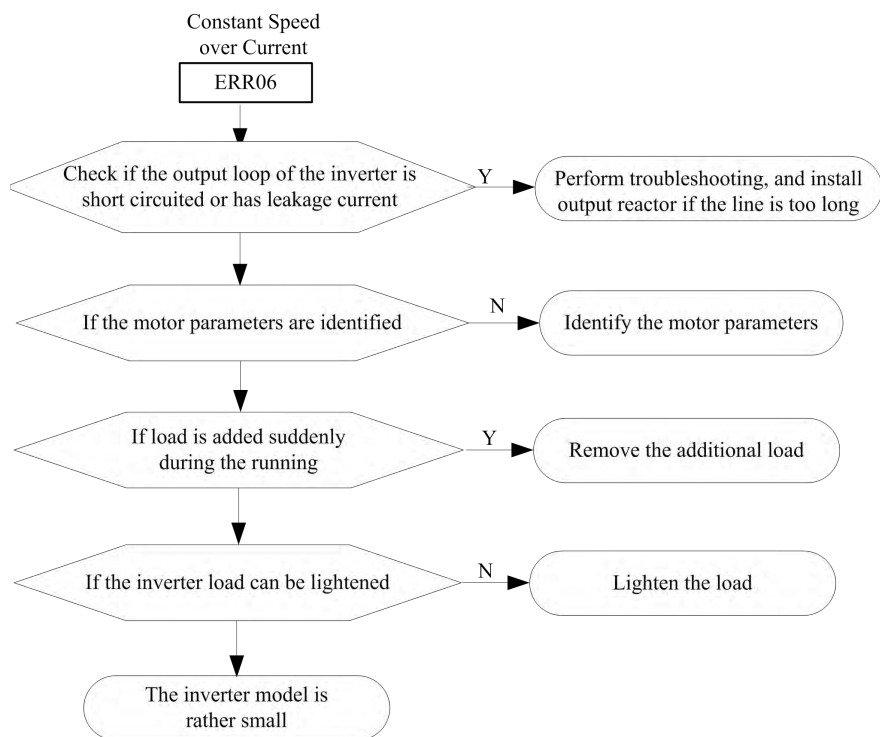 Constant Speed
over Current
ERR06
Check if the output loop of the inverter is
short circuited or has leakage current
Y
Perform troubleshooting, and install
output reactor if the line is too long
If the motor parameters are identified
N
Identify the motor parameters
If load is added suddenly
during the running
Y
Remove the additional load
If the inverter load can be lightened
N
Lighten the load
The inverter model is
rather small